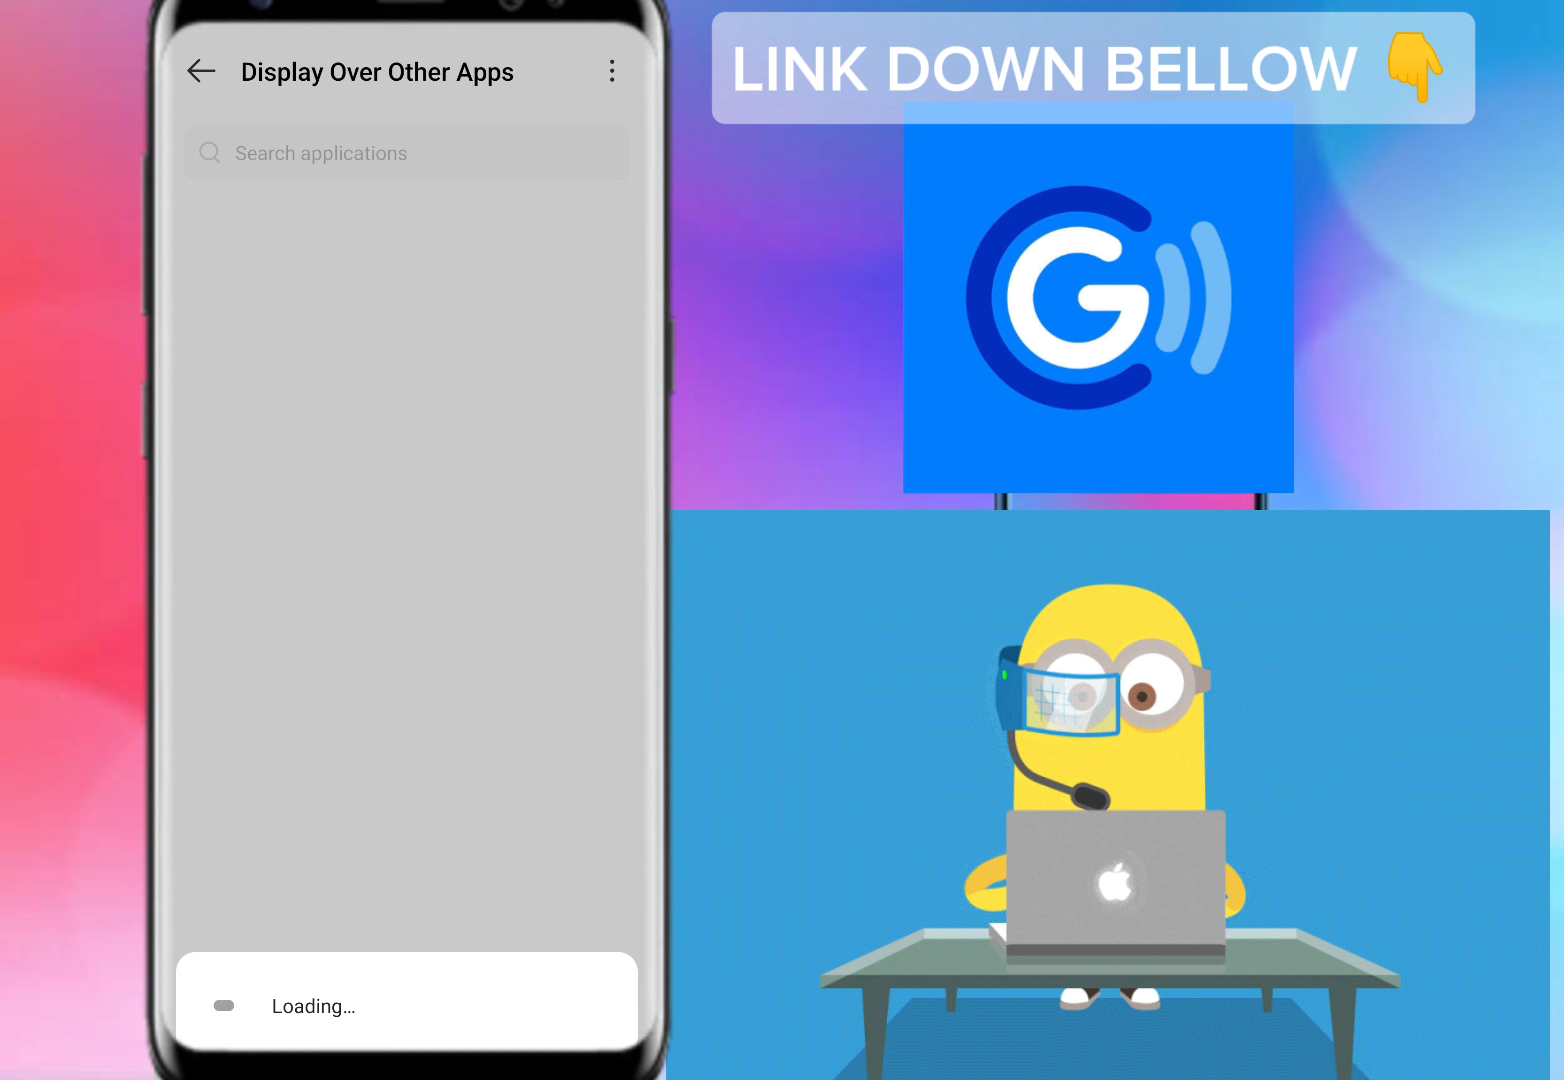 Display Over Other Apps
Search applications
Loading...
LINK DOWN BELLOW 👇
G